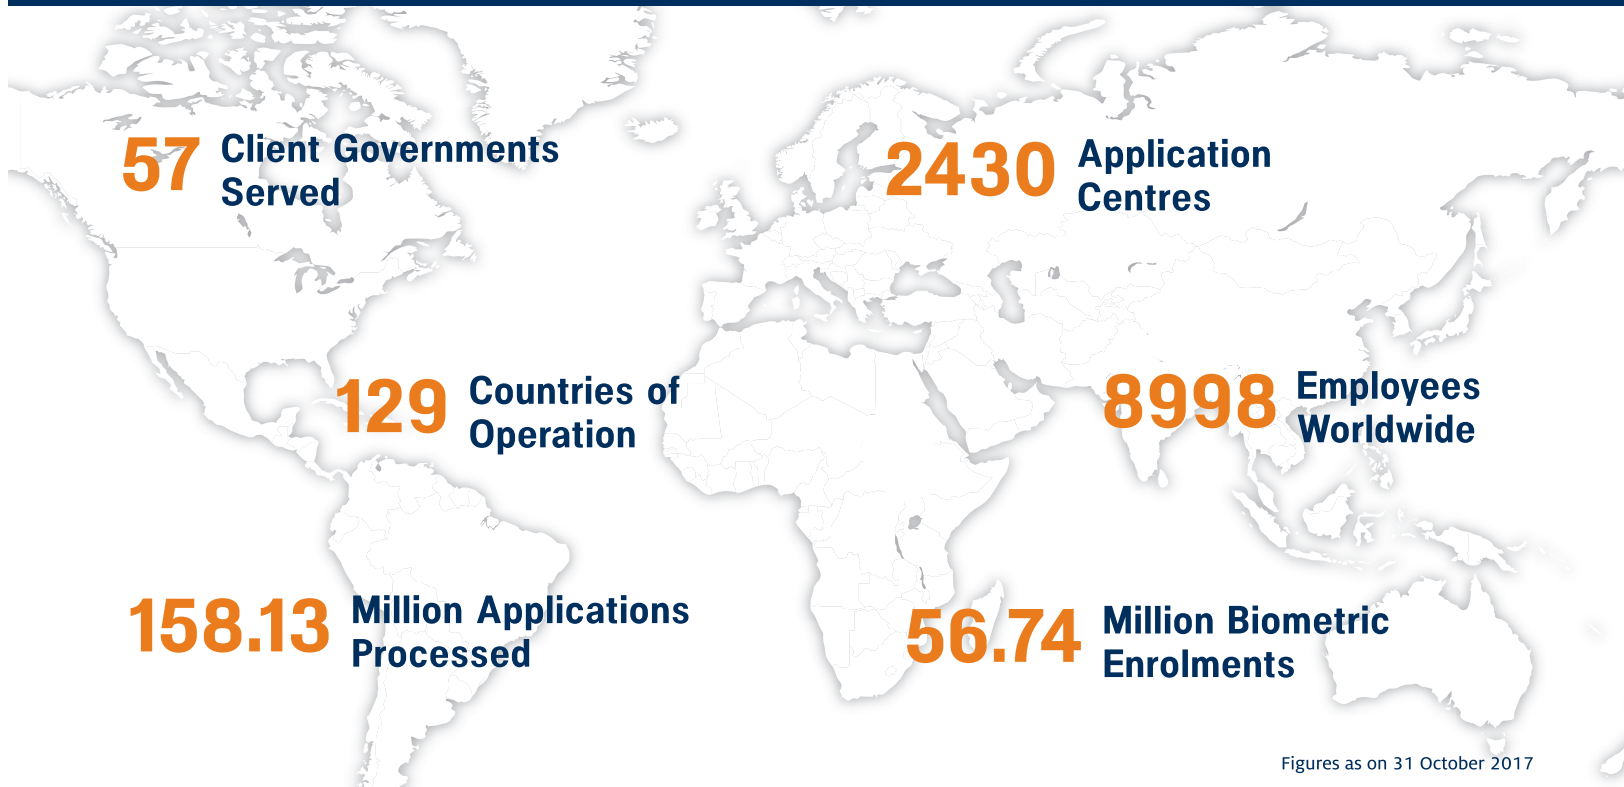 57 Client Governments
Served
2430 Application
Centres
129 Countries of
Operation
8998 Employees
Worldwide
158.13 Million Applications
Processed
56.74 Million Biometric
Enrolments
Figures as on 31 October 2017